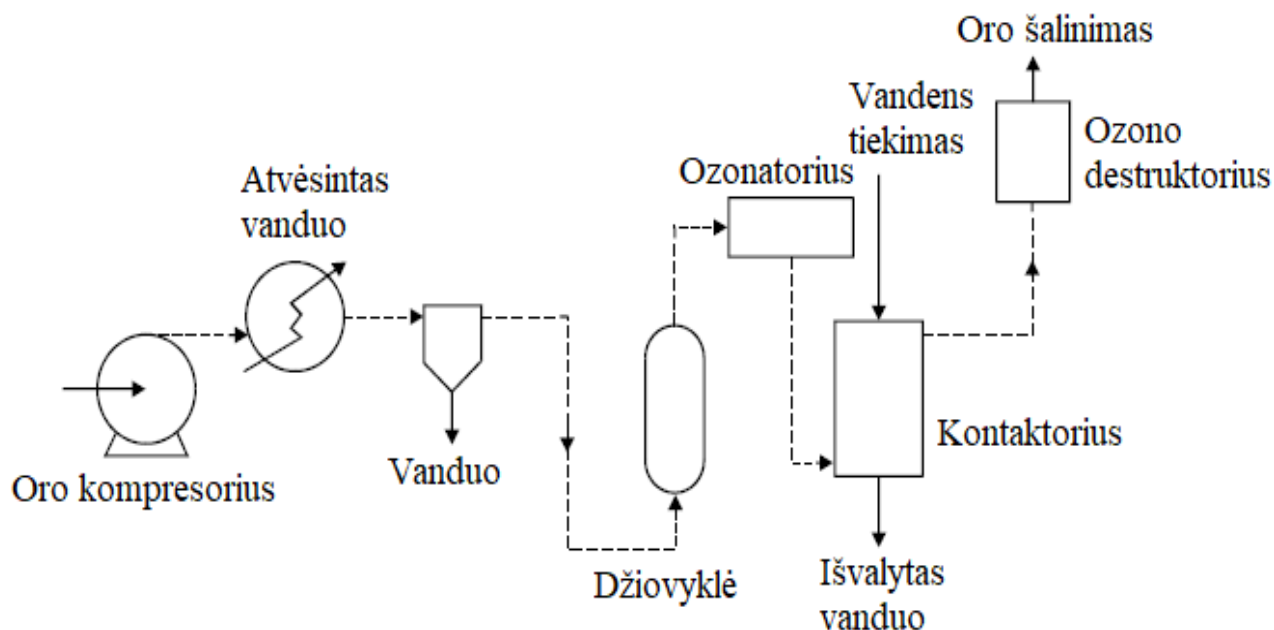 Oro šalinimas
Vandens
tiekimas
Ozono
destruktorius
Ozonatorius
Atvėsintas
vanduo
Kontaktorius
Vanduo
Oro kompresorius
Džiovyklė
Išvalytas
vanduo